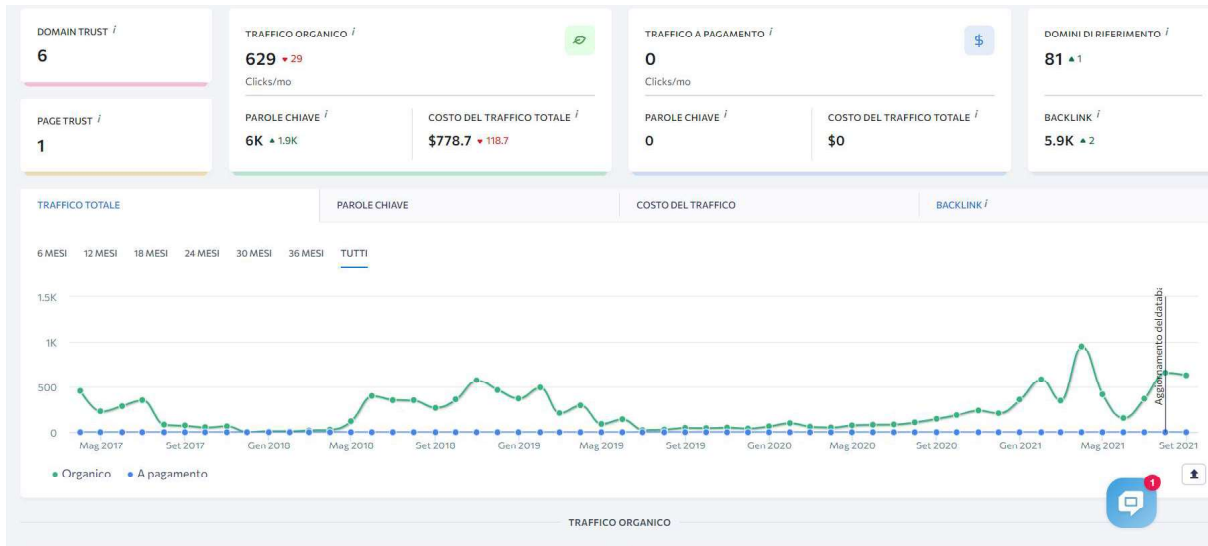 DOMAIN TRUST i
6
PAGE TRUST i
1
TRAFFICO ORGANICO i
629 ▾ 29
Clicks/mo
PAROLE CHIAVE i
6K ▴ 1.9K
COSTO DEL TRAFFICO TOTALE i
$778.7 ▾ 118.7
TRAFFICO A PAGAMENTO i
$
0
Clicks/mo
PAROLE CHIAVE i
0
COSTO DEL TRAFFICO TOTALE i
$0
DOMINI DI RIFERIMENTO i
81 ▴ 1
BACKLINK i
5.9K ▴ 2
TRAFFICO TOTALE
PAROLE CHIAVE
COSTO DEL TRAFFICO
BACKLINK i
6 MESI 12 MESI 18 MESI 24 MESI 30 MESI 36 MESI TUTTI
1.5K
1K
500
0
Aggiornamento del databa
Mag 2017 Set 2017 Gen 2018 Mag 2018 Set 2018 Gen 2019 Mag 2019 Set 2019 Gen 2020 Mag 2020 Set 2020 Gen 2021 Mag 2021 Set 2021
Organico A pagamento
1
TRAFFICO ORGANICO